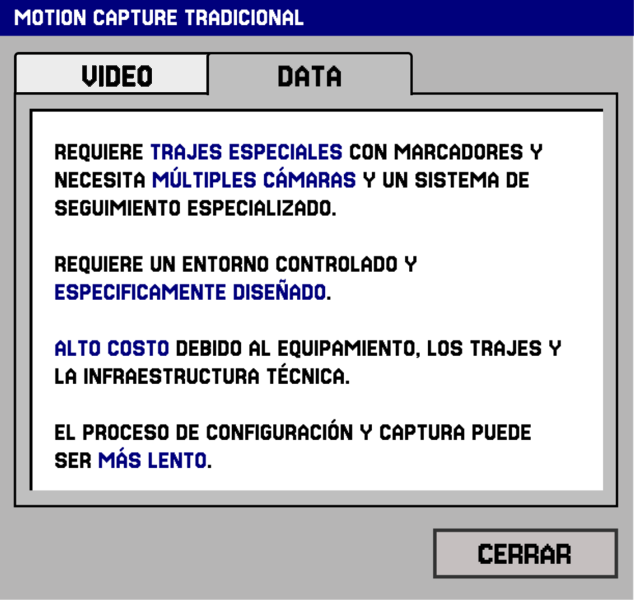 MOTION CAPTURE TRADICIONAL
VIDEO
DATA
REQUIERE TRAJES ESPECIALES CON MARCADORES Y
NECESITA MÚLTIPLES CÁMARAS Y UN SISTEMA DE
SEGUIMIENTO ESPECIALIZADO.
REQUIERE UN ENTORNO CONTROLADO Y
ESPECIFICAMENTE DISEÑADO.
ALTO COSTO DEBIDO AL EQUIPAMIENTO, LOS TRAJES Y
LA INFRAESTRUCTURA TÉCNICA.
EL PROCESO DE CONFIGURACIÓN Y CAPTURA PUEDE
SER MÁS LENTO.
CERRAR